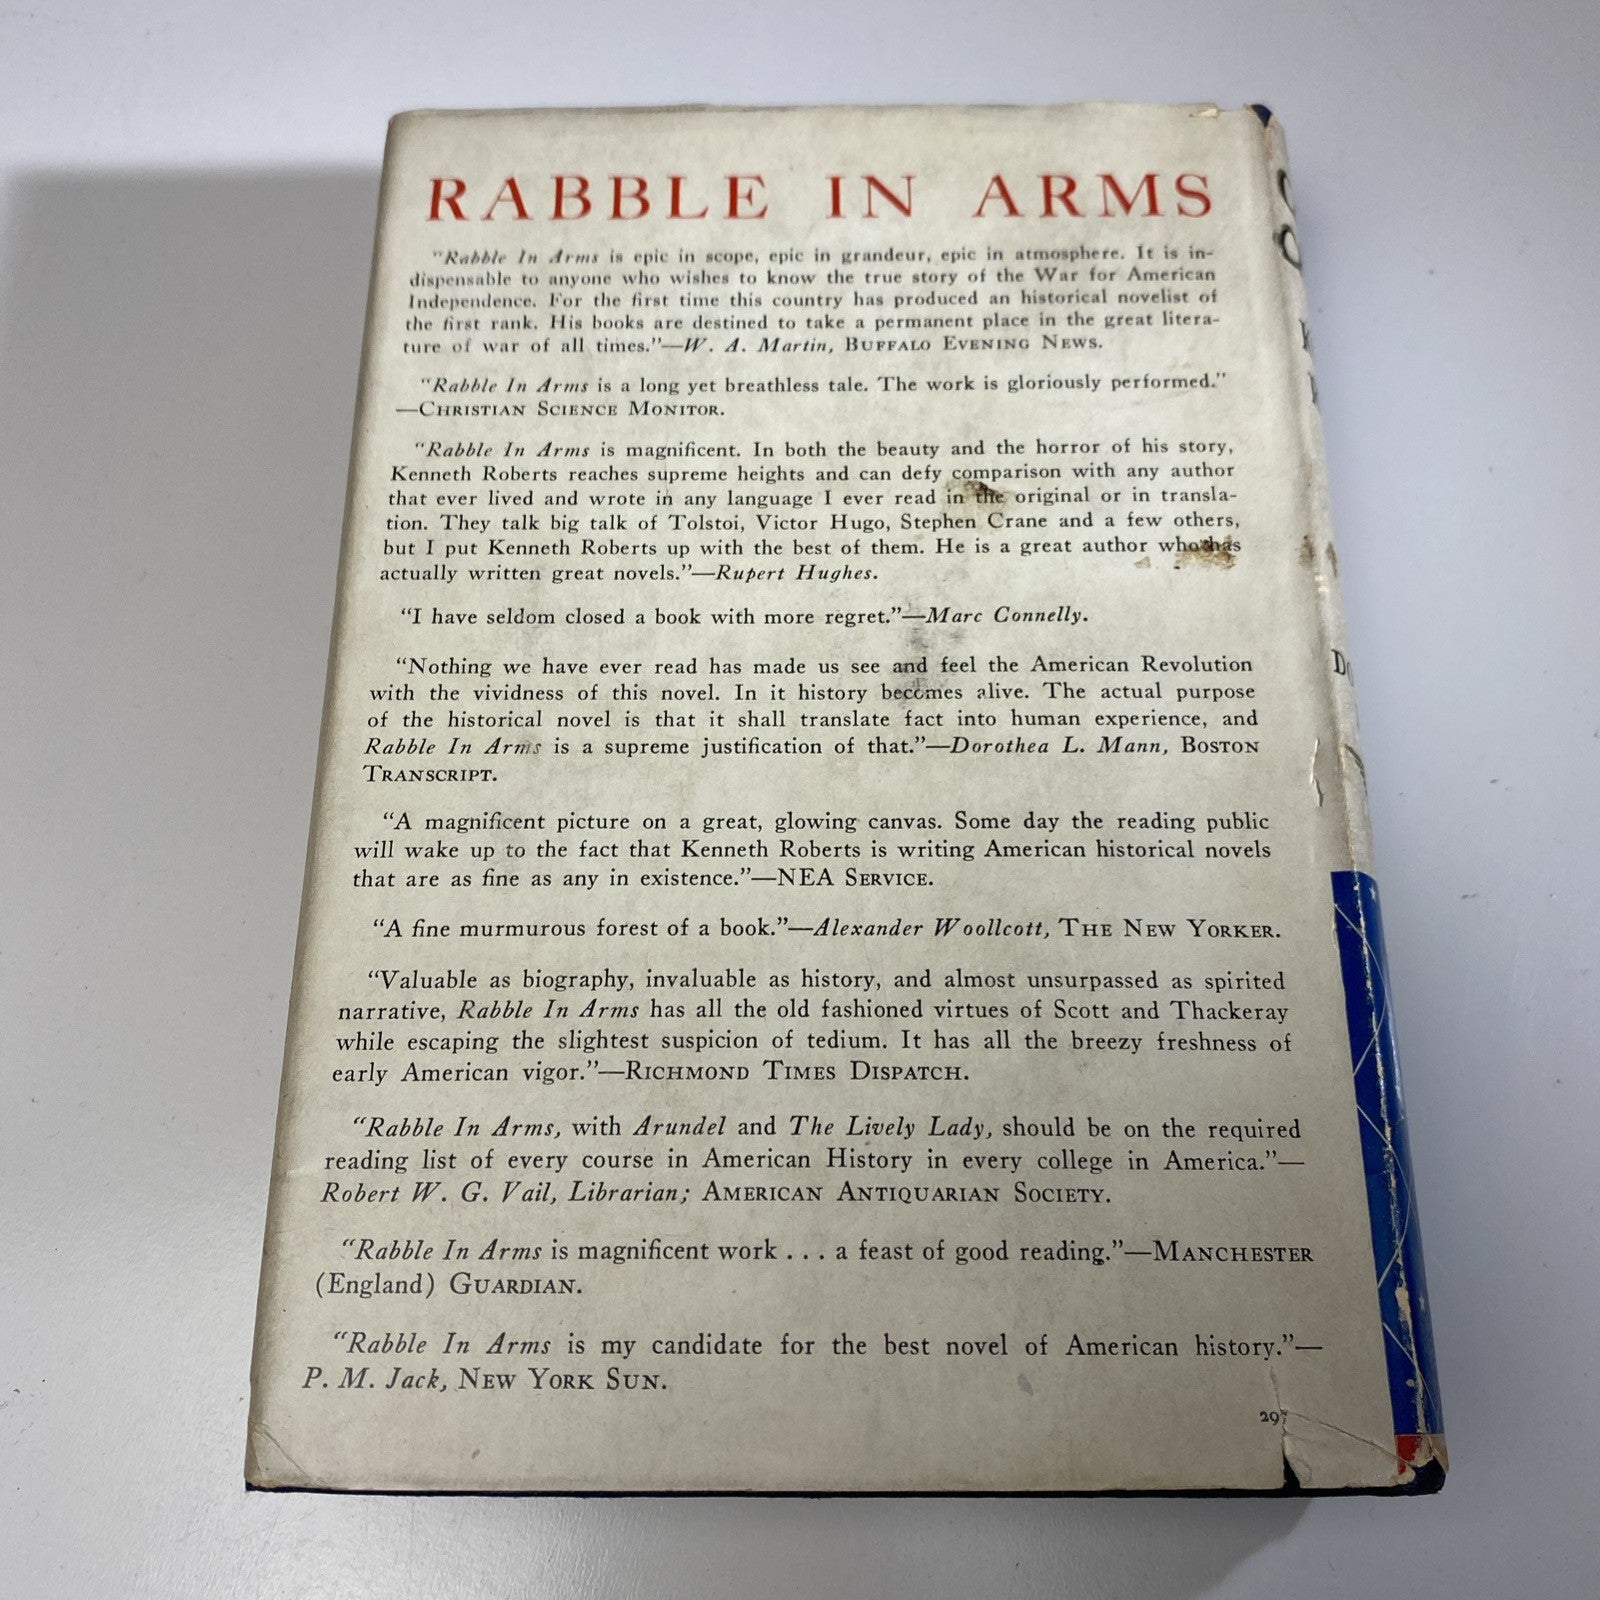 RABBLE IN ARMS
"Rabble In Arms is epic in scope, epic in grandeur, epic in atmosphere. It is in-
dispensable to anyone who wishes to know the true story of the War for American
Independence. For the first time this country has produced an historical novelist of
the first rank. His books are destined to take a permanent place in the great litera-
ture of war of all times."—W. A. Martin, BUFFALO EVENING NEWS.
"Rabble In Arms is a long yet breathless tale. The work is gloriously performed."
—CHRISTIAN SCIENCE MONITOR.
"Rabble In Arms is magnificent. In both the beauty and the horror of his story,
Kenneth Roberts reaches supreme heights and can defy comparison with any author
that ever lived and wrote in any language I ever read in the original or in transla-
tion. They talk big talk of Tolstoi, Victor Hugo, Stephen Crane and a few others,
but I put Kenneth Roberts up with the best of them. He is a great author who has
actually written great novels."—Rupert Hughes.
"I have seldom closed a book with more regret."—Marc Connelly.
"Nothing we have ever read has made us see and feel the American Revolution
with the vividness of this novel. In it history becomes alive. The actual purpose
of the historical novel is that it shall translate fact into human experience, and
Rabble In Arms is a supreme justification of that."—Dorothea L. Mann, BOSTON
TRANSCRIPT.
"A magnificent picture on a great, glowing canvas. Some day the reading public
will wake up to the fact that Kenneth Roberts is writing American historical novels
that are as fine as any in existence."—NEA SERVICE.
"A fine murmurous forest of a book."—Alexander Woollcott, THE NEW YORKER.
"Valuable as biography, invaluable as history, and almost unsurpassed as spirited
narrative, Rabble In Arms has all the old fashioned virtues of Scott and Thackeray
while escaping the slightest suspicion of tedium. It has all the breezy freshness of
early American vigor."—RICHMOND TIMES DISPATCH.
"Rabble In Arms, with Arundel and The Lively Lady, should be on the required
reading list of every course in American History in every college in America."—
Robert W. G. Vail, Librarian; AMERICAN ANTIQUARIAN SOCIETY.
"Rabble In Arms is magnificent work . . . a feast of good reading."—MANCHESTER
(England) GUARDIAN.
"Rabble In Arms is my candidate for the best novel of American history."—
P. M. Jack, NEW YORK SUN.